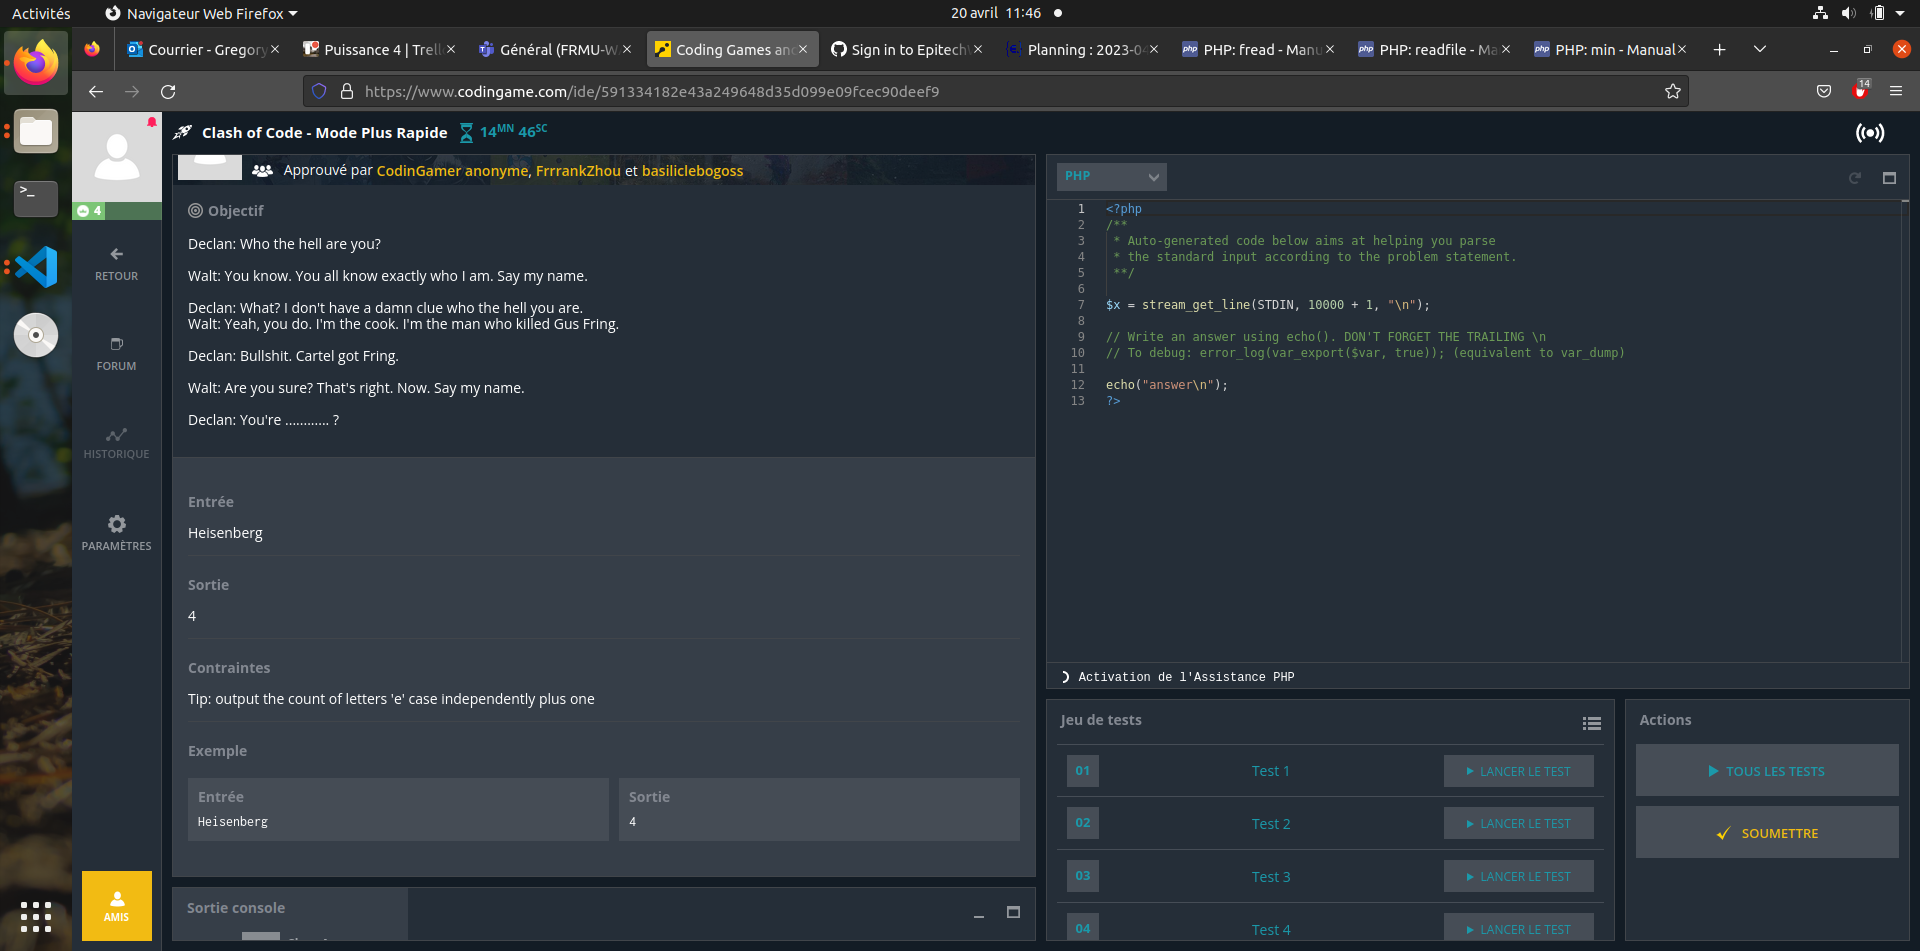 Activités
Navigateur Web Firefox
20 avril 11:46
Courrier - Gregory
Puissance 4 | Trell
Général (FRMU-W
Coding Games an
Sign in to Epitech
Planning : 2023-04
PHP: fread - Manu
PHP: readfile - Ma
PHP: min - Manual
https://www.codingame.com/ide/591334182e43a249648d35d099e09fcec90deef9
14
Clash of Code - Mode Plus Rapide
14MN 46SC
4
RETOUR
FORUM
HISTORIQUE
PARAMÈTRES
AMIS
Approuvé par CodinGamer anonyme, FrrrankZhou et basiliclebogoss
Objectif
Declan: Who the hell are you?
Walt: You know. You all know exactly who I am. Say my name.
Declan: What? I don't have a damn clue who the hell you are.
Walt: Yeah, you do. I'm the cook. I'm the man who killed Gus Fring.
Declan: Bullshit. Cartel got Fring.
Walt: Are you sure? That's right. Now. Say my name.
Declan: You're ............ ?
Entrée
Heisenberg
Sortie
4
Contraintes
Tip: output the count of letters 'e' case independently plus one
Exemple
Entrée
Heisenberg
Sortie
4
Sortie console
PHP
1 <?php
2 /**
3 * Auto-generated code below aims at helping you parse
4 * the standard input according to the problem statement.
5 **/
6
7 $x = stream_get_line(STDIN, 10000 + 1, "\n");
8
9 // Write an answer using echo(). DON'T FORGET THE TRAILING \n
10 // To debug: error_log(var_export($var, true)); (equivalent to var_dump)
11
12 echo("answer\n");
13 ?>
Activation de l'Assistance PHP
Jeu de tests
01 Test 1 LANCER LE TEST
02 Test 2 LANCER LE TEST
03 Test 3 LANCER LE TEST
04 Test 4 LANCER LE TEST
Actions
TOUS LES TESTS
SOUMETTRE